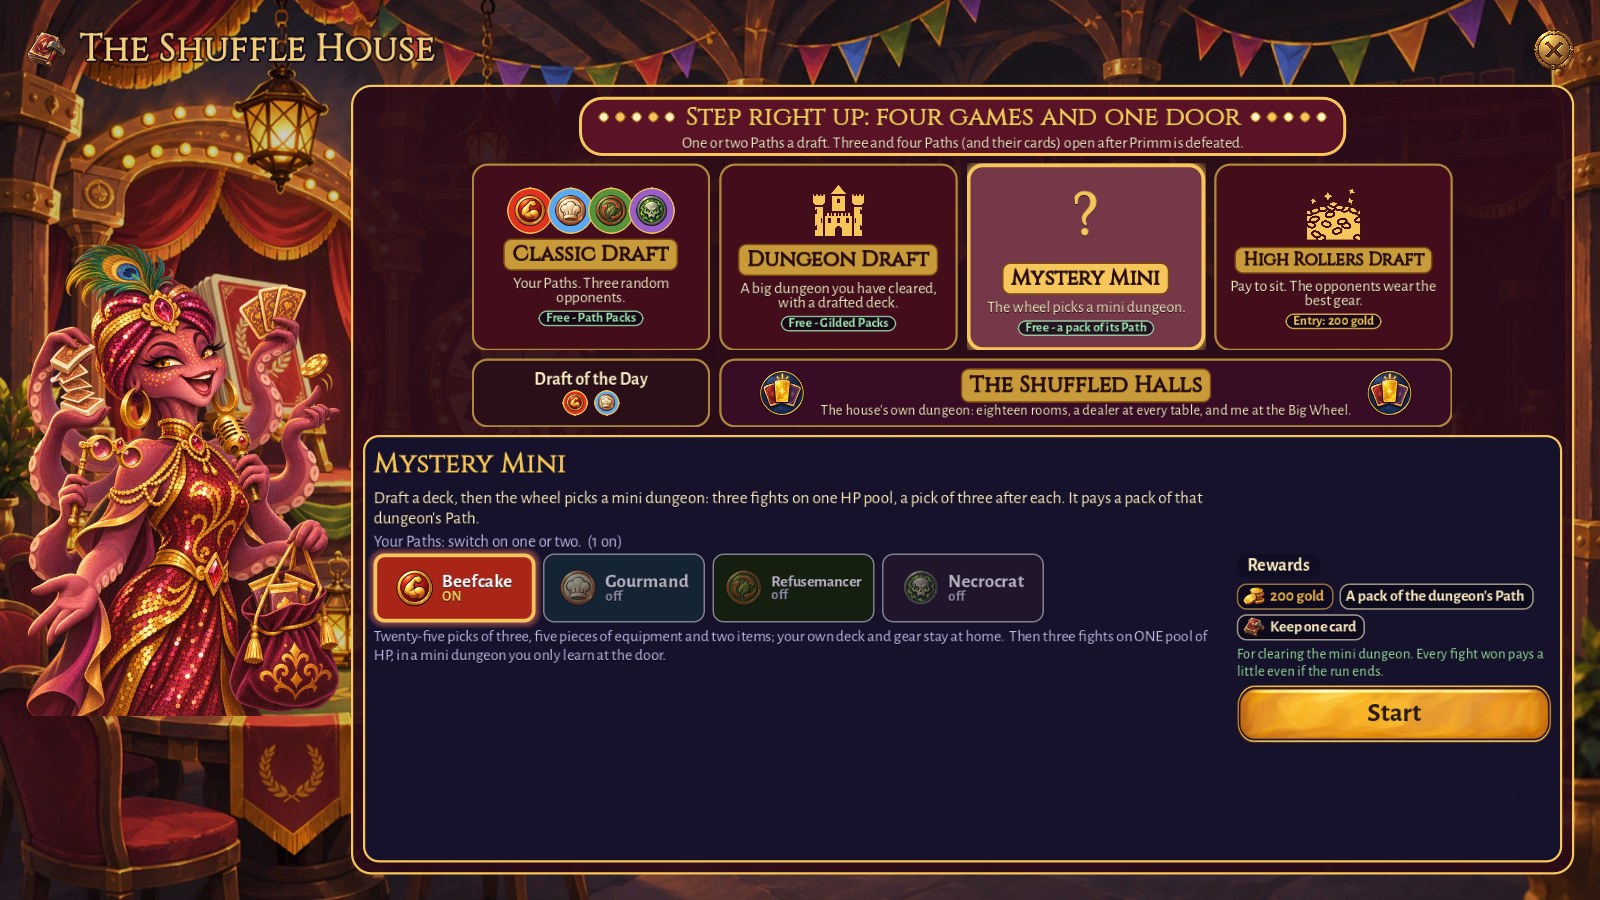 The Shuffle House
Step right up: four games and one door
One or two Paths a draft. Three and four Paths (and their cards) open after Primm is defeated.
Classic Draft
Your Paths. Three random
opponents.
Free - Path Packs
Dungeon Draft
A big dungeon you have cleared,
with a drafted deck.
Free - Gilded Packs
?
Mystery Mini
The wheel picks a mini dungeon.
Free - a pack of its Path
High Rollers Draft
Pay to sit. The opponents wear the
best gear.
Entry: 200 gold
Draft of the Day
The Shuffled Halls
The house's own dungeon: eighteen rooms, a dealer at every table, and me at the Big Wheel.
Mystery Mini
Draft a deck, then the wheel picks a mini dungeon: three fights on one HP pool, a pick of three after each. It pays a pack of that
dungeon's Path.
Your Paths: switch on one or two. (1 on)
Beefcake
ON
Gourmand
off
Refusemancer
off
Necrocrat
off
Twenty-five picks of three, five pieces of equipment and two items; your own deck and gear stay at home. Then three fights on ONE pool of
HP, in a mini dungeon you only learn at the door.
Rewards
200 gold
A pack of the dungeon's Path
Keep one card
For clearing the mini dungeon. Every fight won pays a
little even if the run ends.
Start